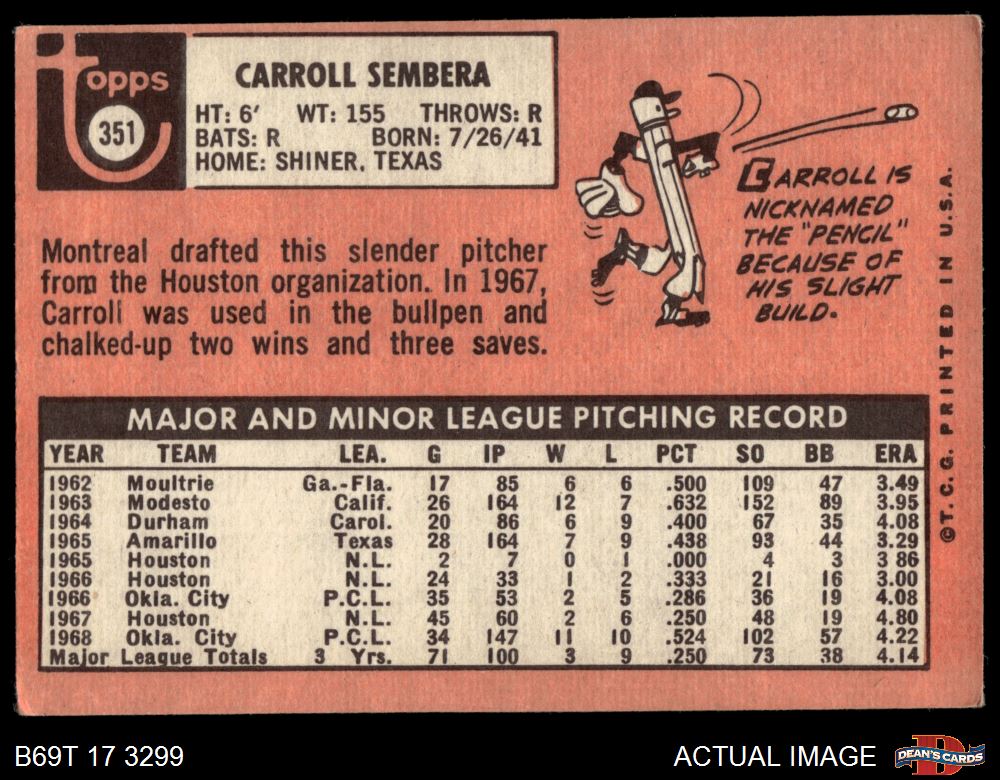 topps
351
CARROLL SEMBERA
HT: 6' WT: 155 THROWS: R
BATS: R BORN: 7/26/41
HOME: SHINER, TEXAS
Montreal drafted this slender pitcher
from the Houston organization. In 1967,
Carroll was used in the bullpen and
chalked-up two wins and three saves.
CARROLL IS
NICKNAMED
THE "PENCIL"
BECAUSE OF
HIS SLIGHT
BUILD.
©T. C. G. PRINTED IN U.S.A.
MAJOR AND MINOR LEAGUE PITCHING RECORD
YEAR TEAM LEA. G IP W L PCT SO BB ERA
1962 Moultrie Ga.-Fla. 17 85 6 6 .500 109 47 3.49
1963 Modesto Calif. 26 164 12 7 .632 152 89 3.95
1964 Durham Carol. 20 86 6 9 .400 67 35 4.08
1965 Amarillo Texas 28 164 7 9 .438 93 44 3.29
1965 Houston N.L. 2 7 0 1 .000 4 3 3 86
1966 Houston N.L. 24 33 1 2 .333 21 16 3.00
1966 Okla. City P.C.L. 35 53 2 5 .286 36 19 4.08
1967 Houston N.L. 45 60 2 6 .250 48 19 4.80
1968 Okla. City P.C.L. 34 147 11 10 .524 102 57 4.22
Major League Totals 3 Yrs. 71 100 3 9 .250 73 38 4.14
B69T 17 3299
ACTUAL IMAGE
D
DEAN'S CARDS